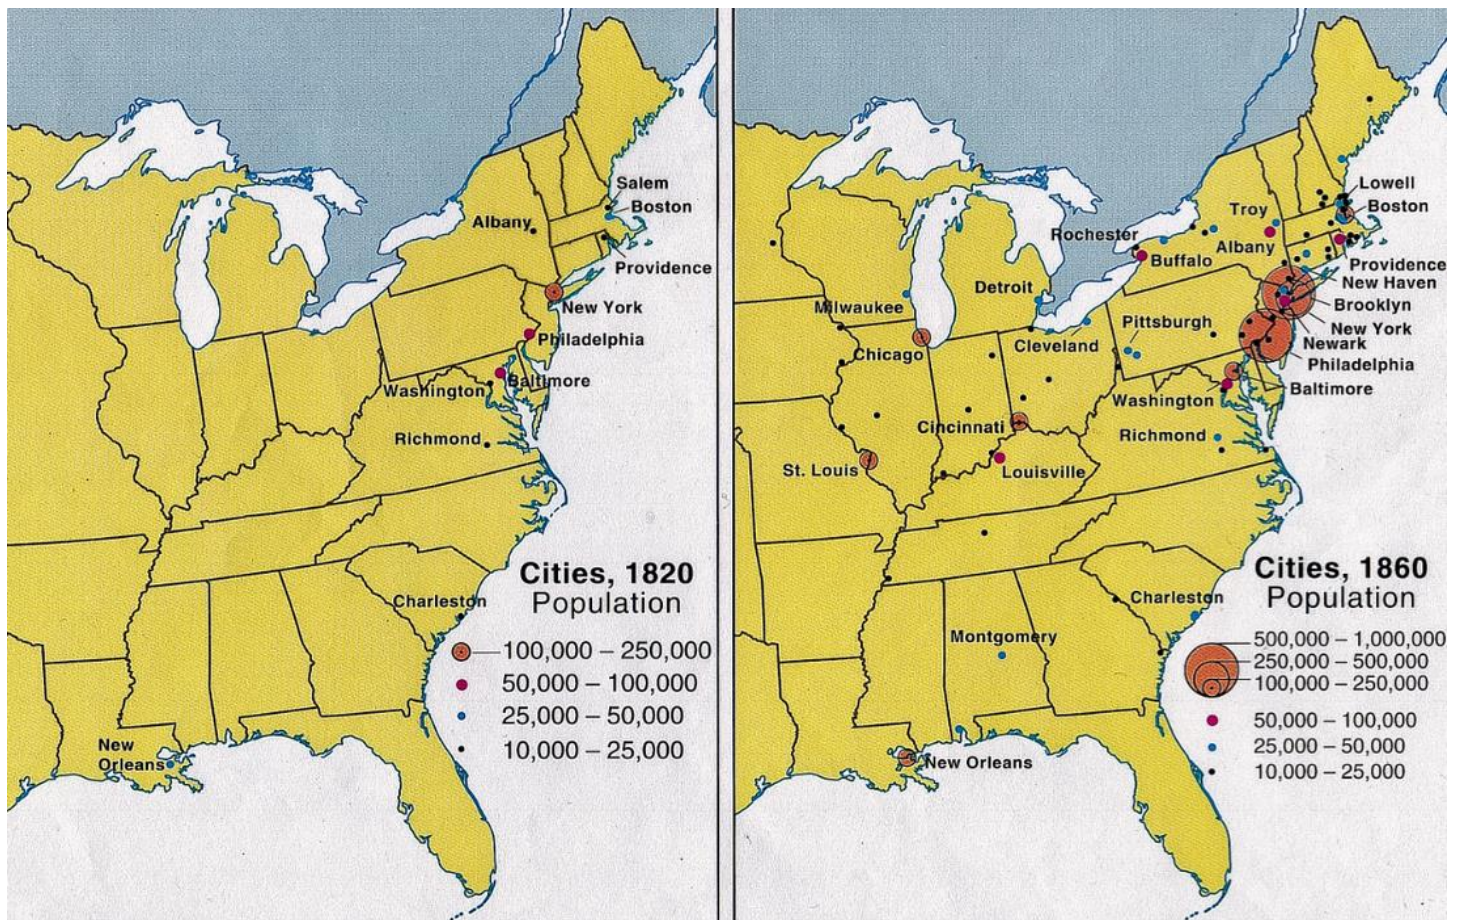 Salem
Boston
Albany
Providence
New York
Philadelphia
Baltimore
Washington
Richmond
Charleston
New
Orleans
Cities, 1820
Population
100,000 – 250,000
50,000 – 100,000
25,000 – 50,000
10,000 – 25,000
Lowell
Boston
Troy
Rochester
Albany
Buffalo
Providence
New Haven
Detroit
Brooklyn
Milwaukee
Pittsburgh
New York
Newark
Cleveland
Chicago
Philadelphia
Baltimore
Washington
Cincinnati
Richmond
St. Louis
Louisville
Charleston
Montgomery
New Orleans
Cities, 1860
Population
500,000 – 1,000,000
250,000 – 500,000
100,000 – 250,000
50,000 – 100,000
25,000 – 50,000
10,000 – 25,000